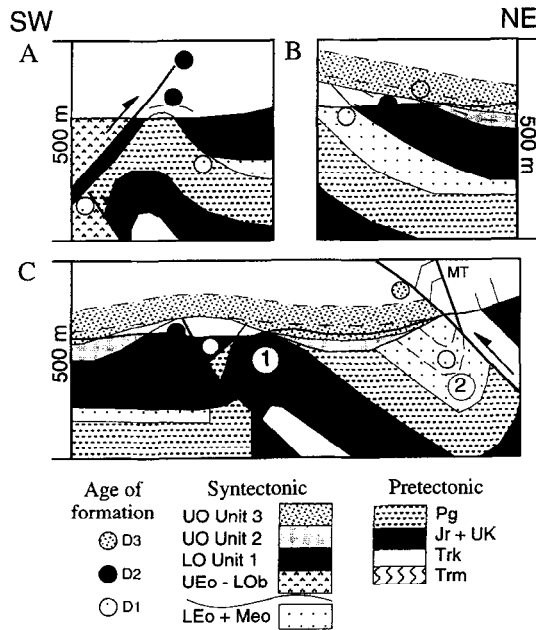 SW NE
A B
500 m 500 m
C
MT
500 m
1
2
Age of
formation
D3
D2
D1
Syntectonic
UO Unit 3
UO Unit 2
LO Unit 1
UEo - LOb
LEo + Meo
Pretectonic
Pg
Jr + UK
Trk
Trm